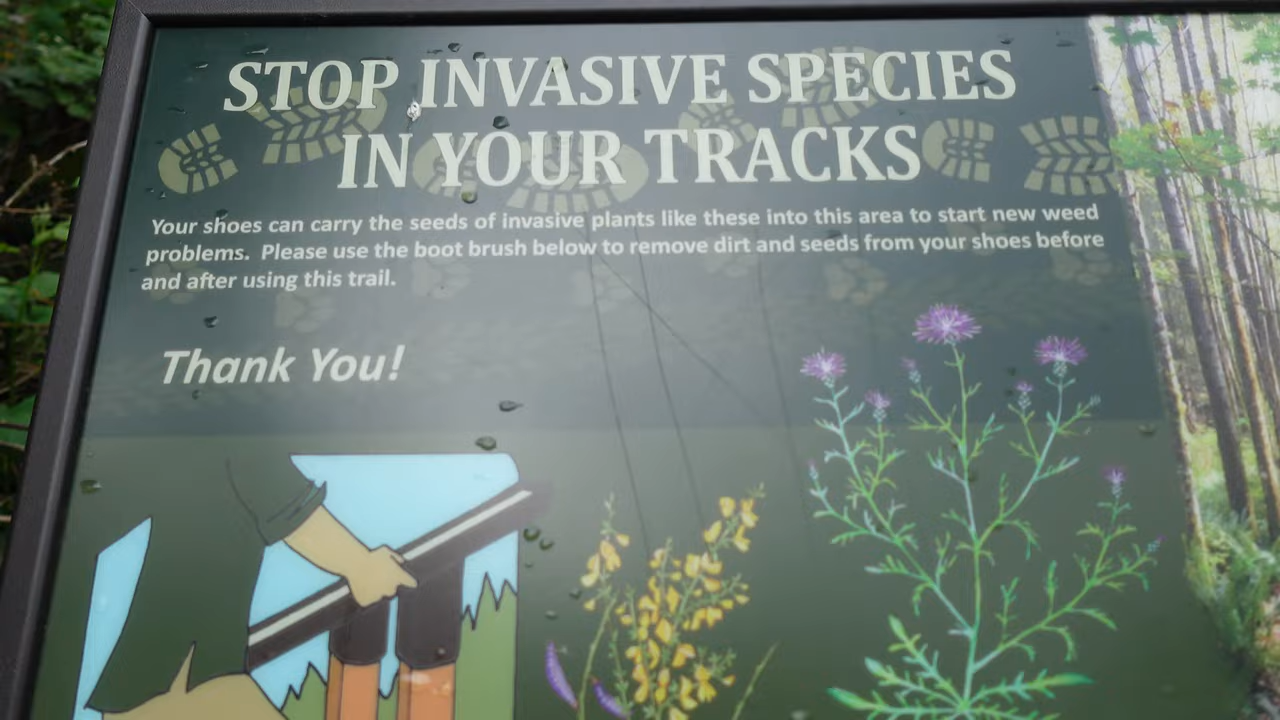 STOP INVASIVE SPECIES
IN YOUR TRACKS
Your shoes can carry the seeds of invasive plants like these into this area to start new weed
problems. Please use the boot brush below to remove dirt and seeds from your shoes before
and after using this trail.
Thank You!